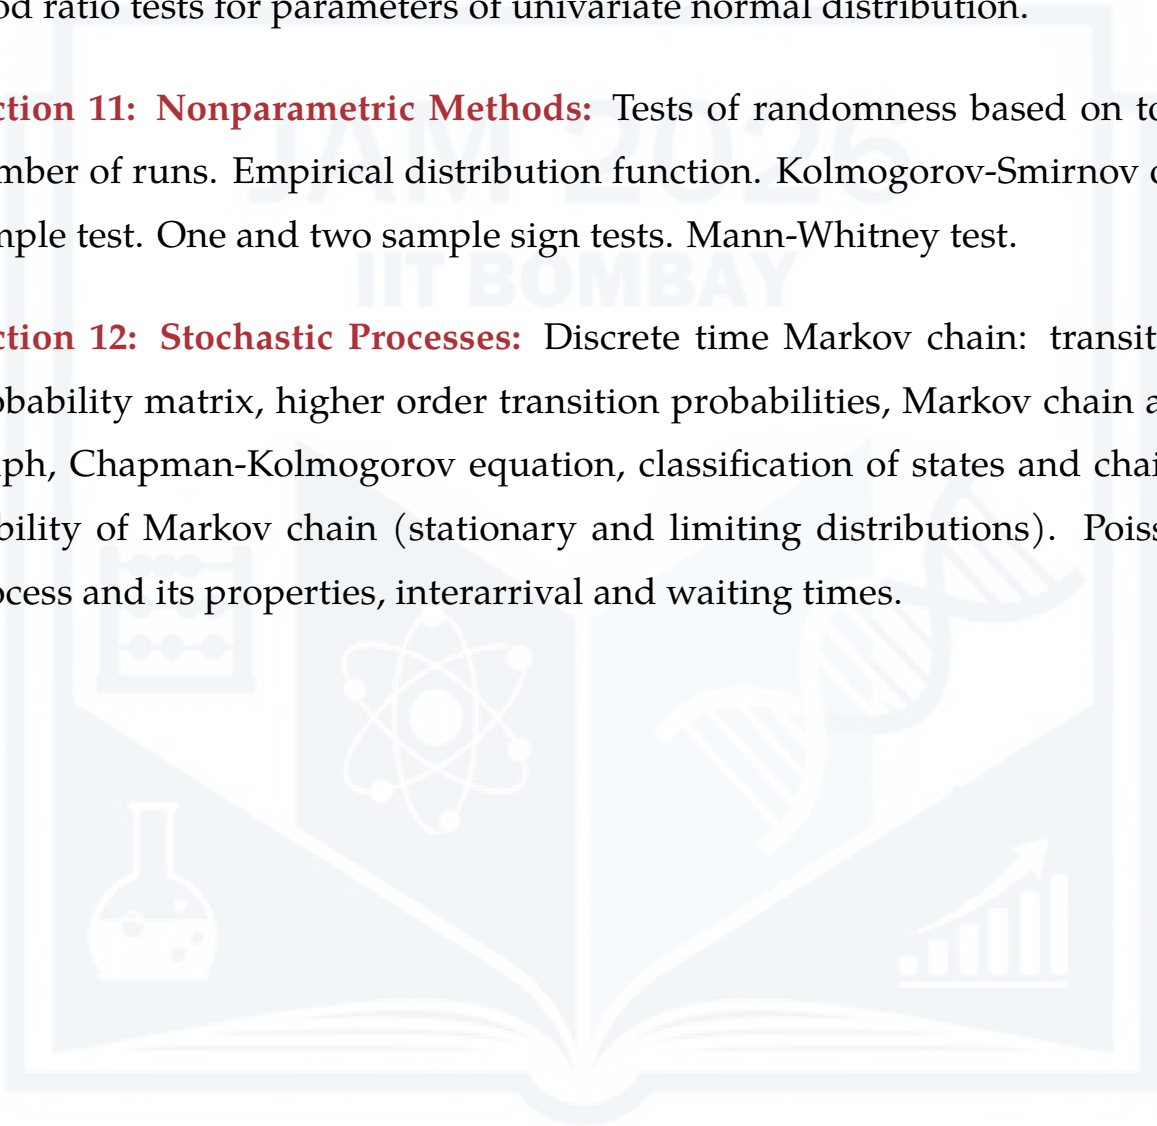 od ratio tests for parameters of univariate normal distribution.
ction 11: Nonparametric Methods: Tests of randomness based on to
mber of runs. Empirical distribution function. Kolmogorov-Smirnov o
mple test. One and two sample sign tests. Mann-Whitney test.
ction 12: Stochastic Processes: Discrete time Markov chain: transit
obability matrix, higher order transition probabilities, Markov chain a
ph, Chapman-Kolmogorov equation, classification of states and chai
bility of Markov chain (stationary and limiting distributions). Poiss
ocess and its properties, interarrival and waiting times.
JAM 2026
IIT BOMBAY